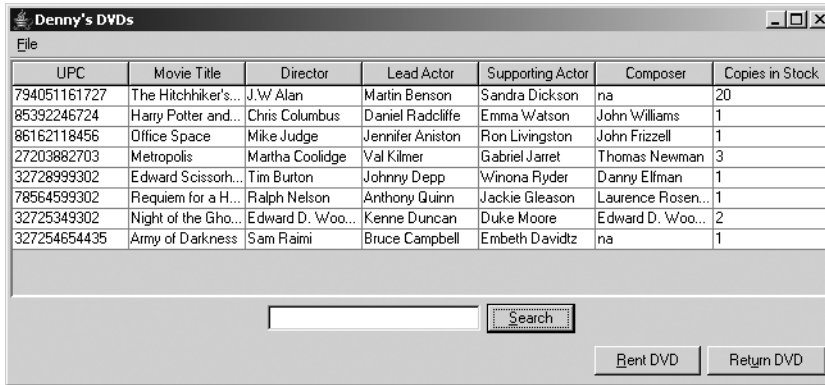 Denny's DVDs
File
UPC Movie Title Director Lead Actor Supporting Actor Composer Copies in Stock
794051161727 The Hitchhiker's... J.W Alan Martin Benson Sandra Dickson na 20
85392246724 Harry Potter and... Chris Columbus Daniel Radcliffe Emma Watson John Williams 1
86162118456 Office Space Mike Judge Jennifer Aniston Ron Livingston John Frizzell 1
27203882703 Metropolis Martha Coolidge Val Kilmer Gabriel Jarret Thomas Newman 3
32728999302 Edward Scissorh... Tim Burton Johnny Depp Winona Ryder Danny Elfman 1
78564599302 Requiem for a H... Ralph Nelson Anthony Quinn Jackie Gleason Laurence Rosen... 1
32725349302 Night of the Gho... Edward D. Woo... Kenne Duncan Duke Moore Edward D. Woo... 2
327254654435 Army of Darkness Sam Raimi Bruce Campbell Embeth Davidtz na 1
Search
Rent DVD Return DVD